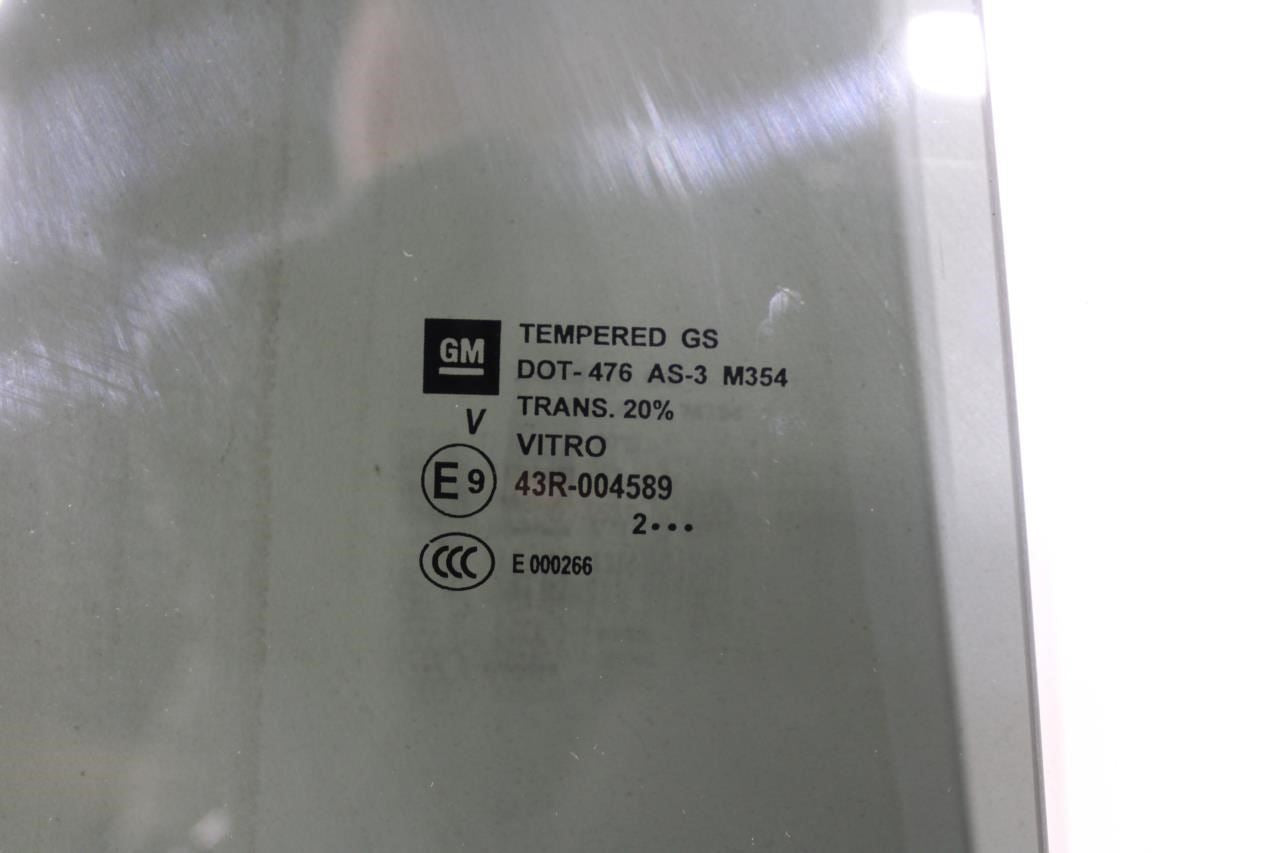 GM
TEMPERED GS
DOT-476 AS-3 M354
TRANS. 20%
V
VITRO
E9 43R-004589
2•••
CCC E 000266